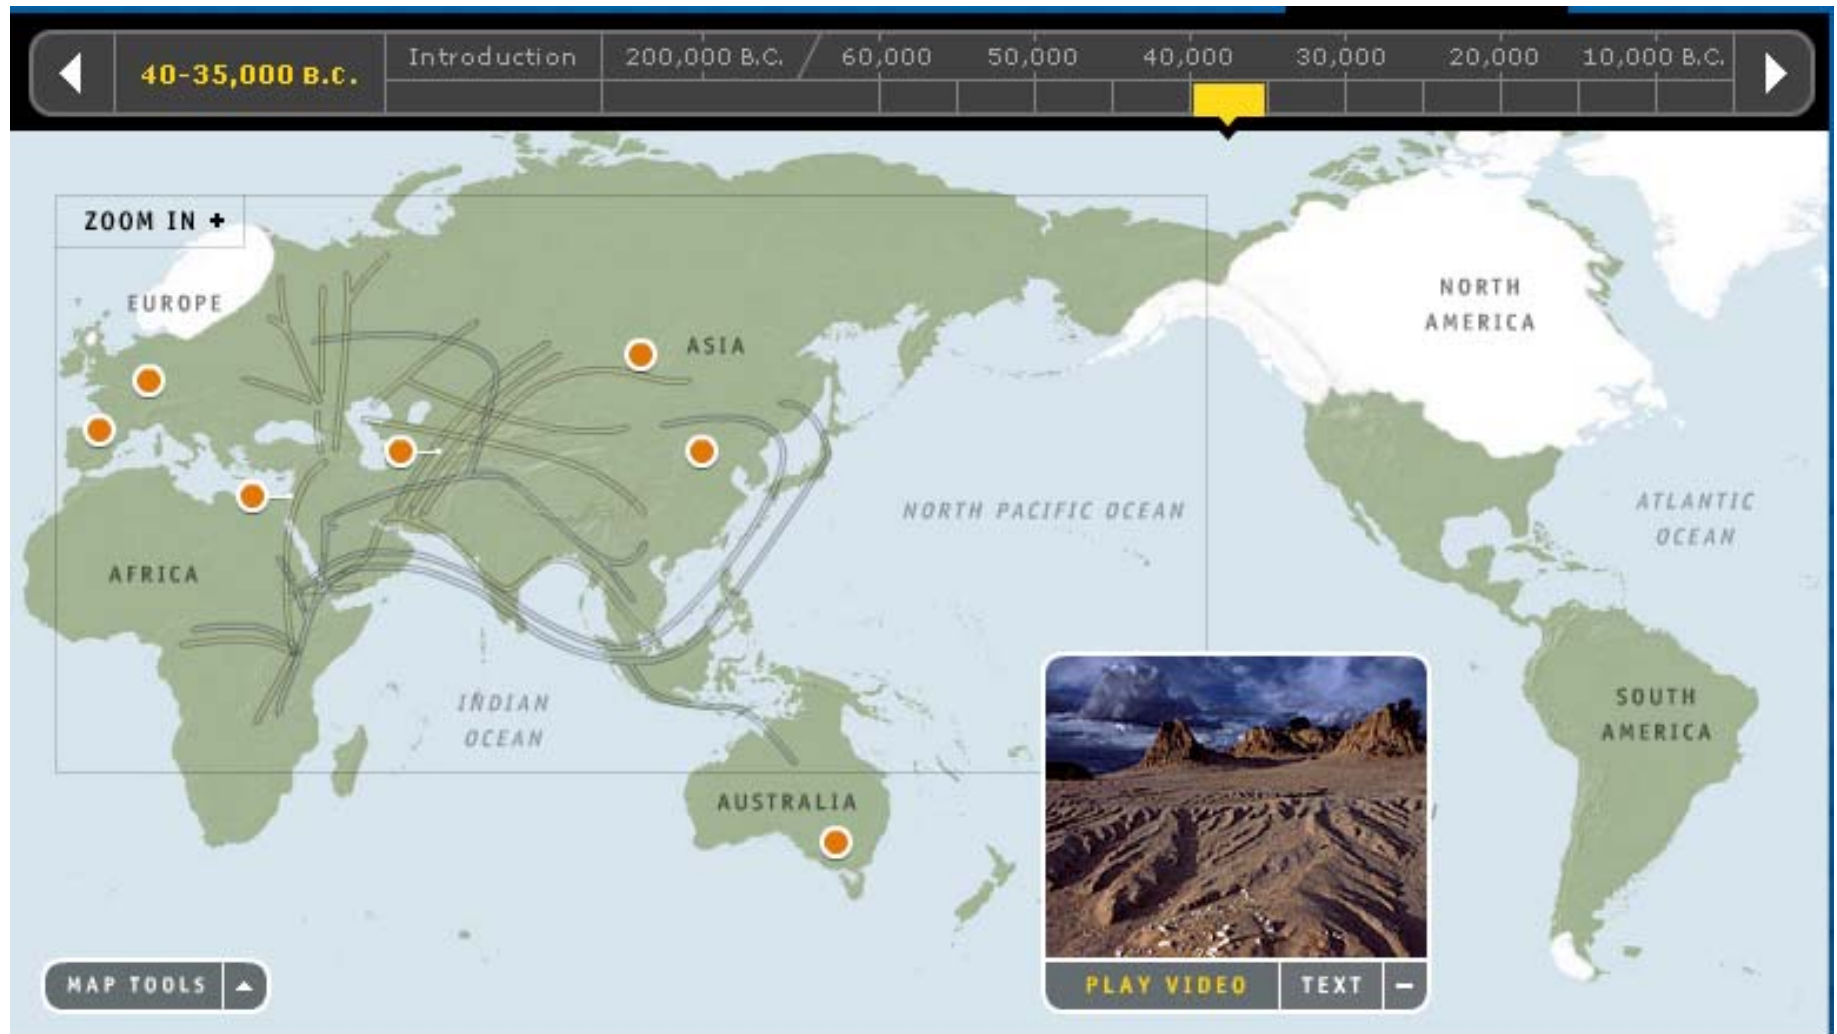 40-35,000 B.C.
Introduction
200,000 B.C.
60,000
50,000
40,000
30,000
20,000
10,000 B.C.
ZOOM IN +
EUROPE
ASIA
NORTH
AMERICA
NORTH PACIFIC OCEAN
ATLANTIC
OCEAN
AFRICA
INDIAN
OCEAN
SOUTH
AMERICA
AUSTRALIA
MAP TOOLS
PLAY VIDEO
TEXT